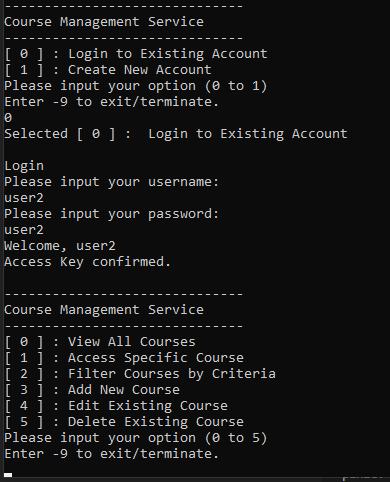 ------------------------------
Course Management Service
------------------------------
[ 0 ] : Login to Existing Account
[ 1 ] : Create New Account
Please input your option (0 to 1)
Enter -9 to exit/terminate.
0
Selected [ 0 ] :  Login to Existing Account

Login
Please input your username:
user2
Please input your password:
user2
Welcome, user2
Access Key confirmed.

------------------------------
Course Management Service
------------------------------
[ 0 ] : View All Courses
[ 1 ] : Access Specific Course
[ 2 ] : Filter Courses by Criteria
[ 3 ] : Add New Course
[ 4 ] : Edit Existing Course
[ 5 ] : Delete Existing Course
Please input your option (0 to 5)
Enter -9 to exit/terminate.